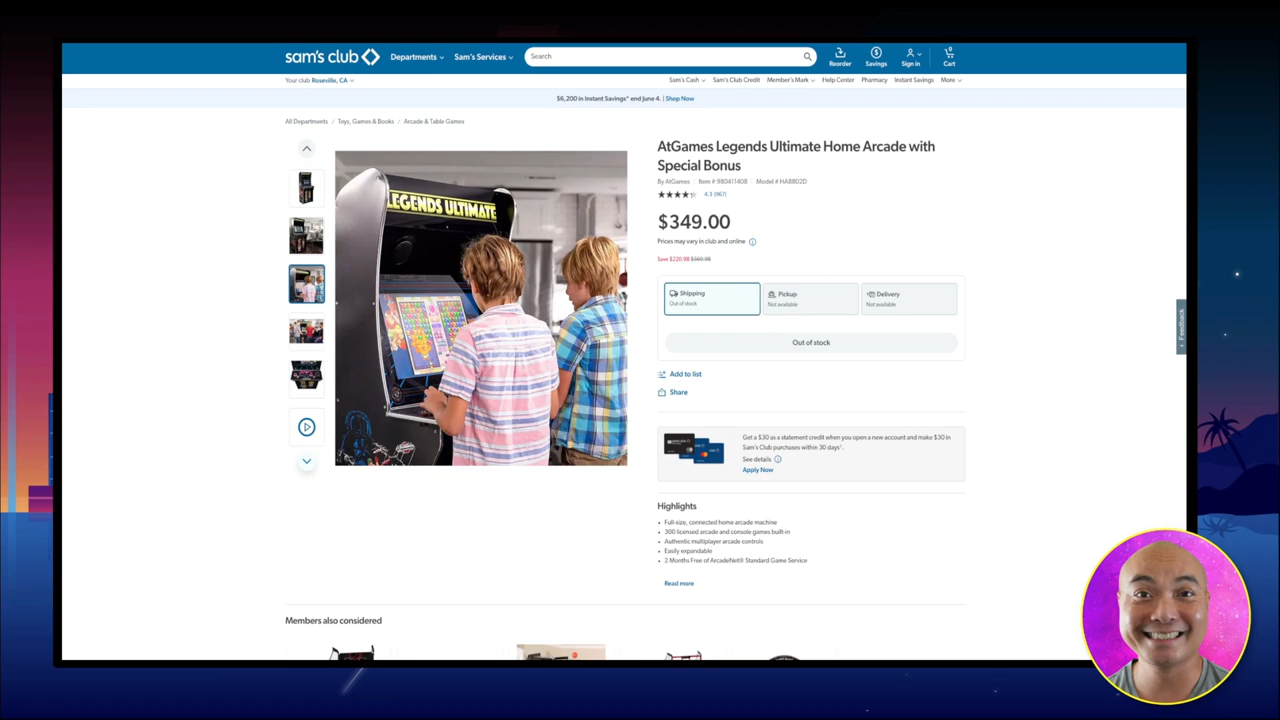 sam's club
Departments
Sam's Services
Search
Reorder
Savings
Sign in
0
Cart
Your club Roseville, CA
Sam's Cash
Sam's Club Credit
Member's Mark
Help Center
Pharmacy
Instant Savings
More
$6,200 in Instant Savings* end June 4. | Shop Now
All Departments / Toys, Games & Books / Arcade & Table Games
AtGames Legends Ultimate Home Arcade with
Special Bonus
By AtGames | Item # 980411408 | Model # HA8802D
4.3 (967)
$349.00
Prices may vary in club and online
Save $220.98 $569.98
Shipping
Out of stock
Pickup
Not available
Delivery
Not available
Out of stock
Add to list
Share
Get a $30 as a statement credit when you open a new account and make $30 in
Sam's Club purchases within 30 days¹.
See details
Apply Now
Highlights
• Full-size, connected home arcade machine
• 300 licensed arcade and console games built-in
• Authentic multiplayer arcade controls
• Easily expandable
• 2 Months Free of ArcadeNet® Standard Game Service
Read more
Members also considered
LEGENDS ULTIMATE
+ Feedback